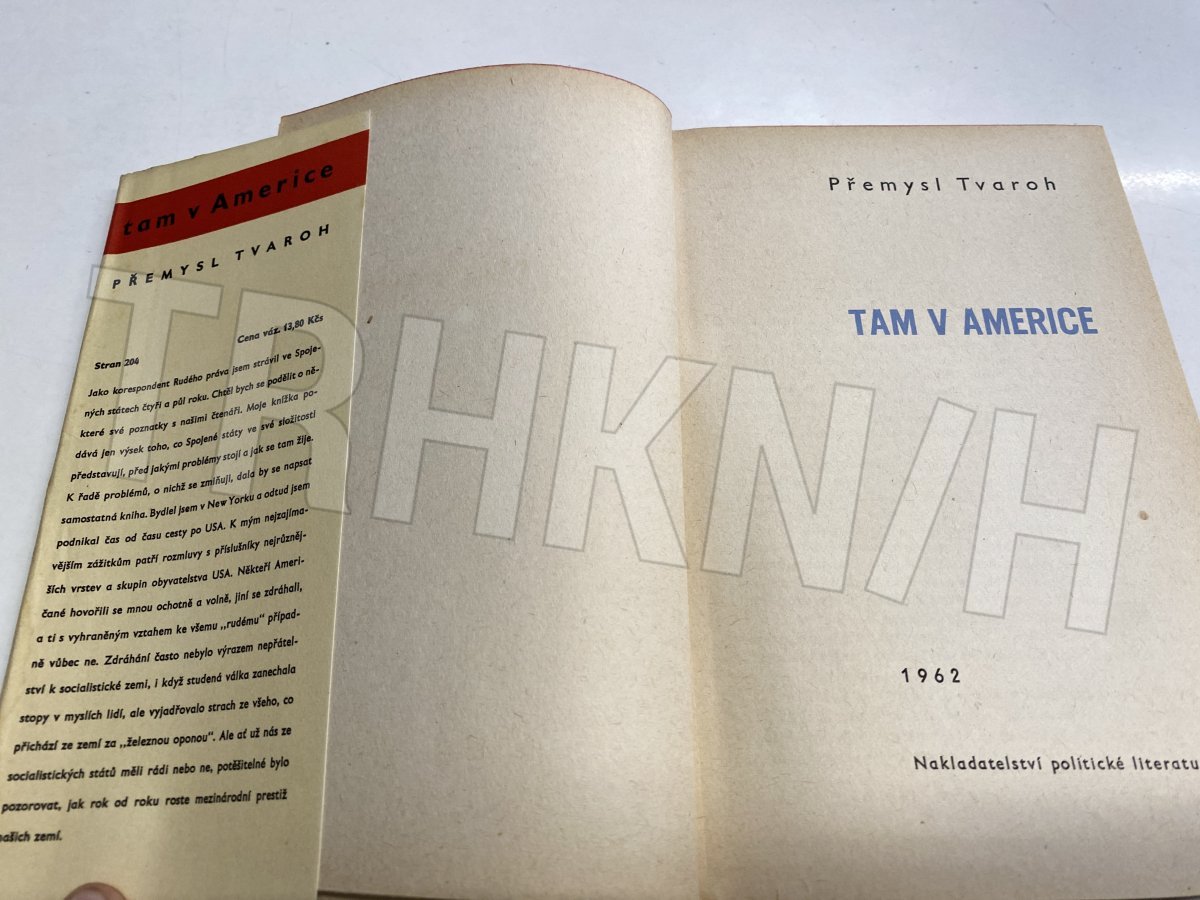 tam v Americe
PŘEMYSL TVAROH
Stran 204
Cena váz. 13,80 Kčs
Jako korespondent Rudého práva jsem strávil ve Spoje-
ných státech čtyři a půl roku. Chtěl bych se podělit o ně-
které své poznatky s našimi čtenáři. Moje knížka po-
dává jen výsek toho, co Spojené státy ve své složitosti
představují, před jakými problémy stojí a jak se tam žije.
K řadě problémů, o nichž se zmiňuji, dala by se napsat
samostatná kniha. Bydlel jsem v New Yorku a odtud jsem
podnikal čas od času cesty po USA. K mým nejzajíma-
vějším zážitkům patří rozmluvy s příslušníky nejrůzněj-
ších vrstev a skupin obyvatelstva USA. Někteří Ameri-
čané hovořili se mnou ochotně a volně, jiní se zdráhali,
a ti s vyhraněným vztahem ke všemu „rudému" případ-
ně vůbec ne. Zdráhání často nebylo výrazem nepřátel-
ství k socialistické zemi, i když studená válka zanechala
stopy v myslích lidí, ale vyjadřovalo strach ze všeho, co
přichází ze zemí za „železnou oponou". Ale ať už nás ze
socialistických států měli rádi nebo ne, potěšitelné bylo
pozorovat, jak rok od roku roste mezinárodní prestiž
našich zemí.
Přemysl Tvaroh
TAM V AMERICE
1962
Nakladatelství politické literatu
TRHKN/H